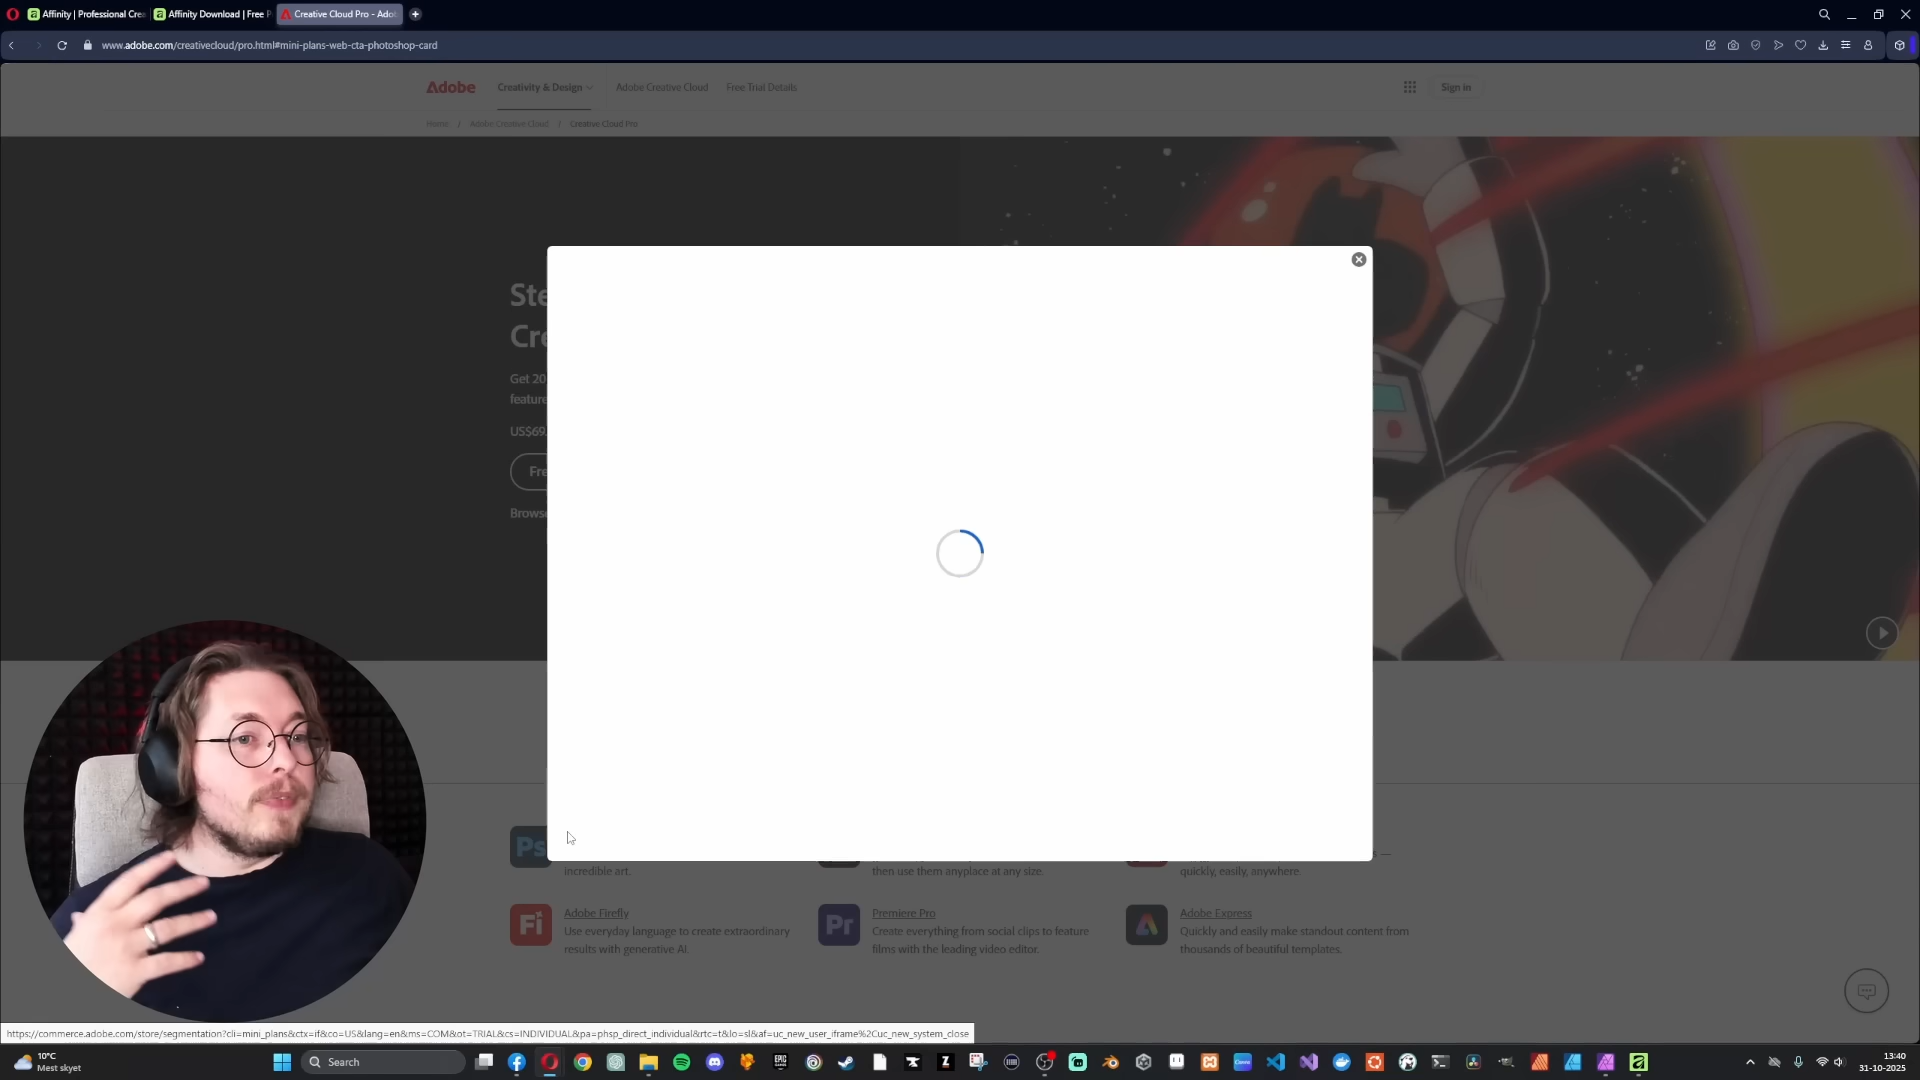 Affinity | Professional Crea
Affinity Download | Free P
Creative Cloud Pro - Ado
www.adobe.com/creativecloud/pro.html#mini-plans-web-cta-photoshop-card
Adobe
Creativity & Design
Adobe Creative Cloud
Free Trial Details
Sign in
Home / Adobe Creative Cloud / Creative Cloud Pro
Ste
Cre
Get 20
feature
US$69.
Fre
Browse
Ps
incredible art.
then use them anyplace at any size.
quickly, easily, anywhere.
Fi
Adobe Firefly
Use everyday language to create extraordinary
results with generative AI.
Pr
Premiere Pro
Create everything from social clips to feature
films with the leading video editor.
Adobe Express
Quickly and easily make standout content from
thousands of beautiful templates.
https://commerce.adobe.com/store/segmentation?cli=mini_plans&ctx=if&co=US&lang=en&ms=COM&ot=TRIAL&cs=INDIVIDUAL&pa=phsp_direct_individual&rtc=t&lo=sl&af=uc_new_user_iframe%2Cuc_new_system_close
10°C
Mest skyet
Search
13:40
31-10-2025